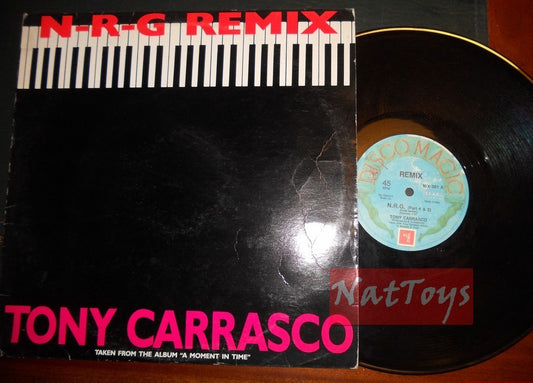 N-R-G REMIX
TONY CARRASCO
TAKEN FROM THE ALBUM "A MOMENT IN TIME"
DISCO MAGIC
REMIX
45
N.R.G.
TONY CARRASCO
NatToys